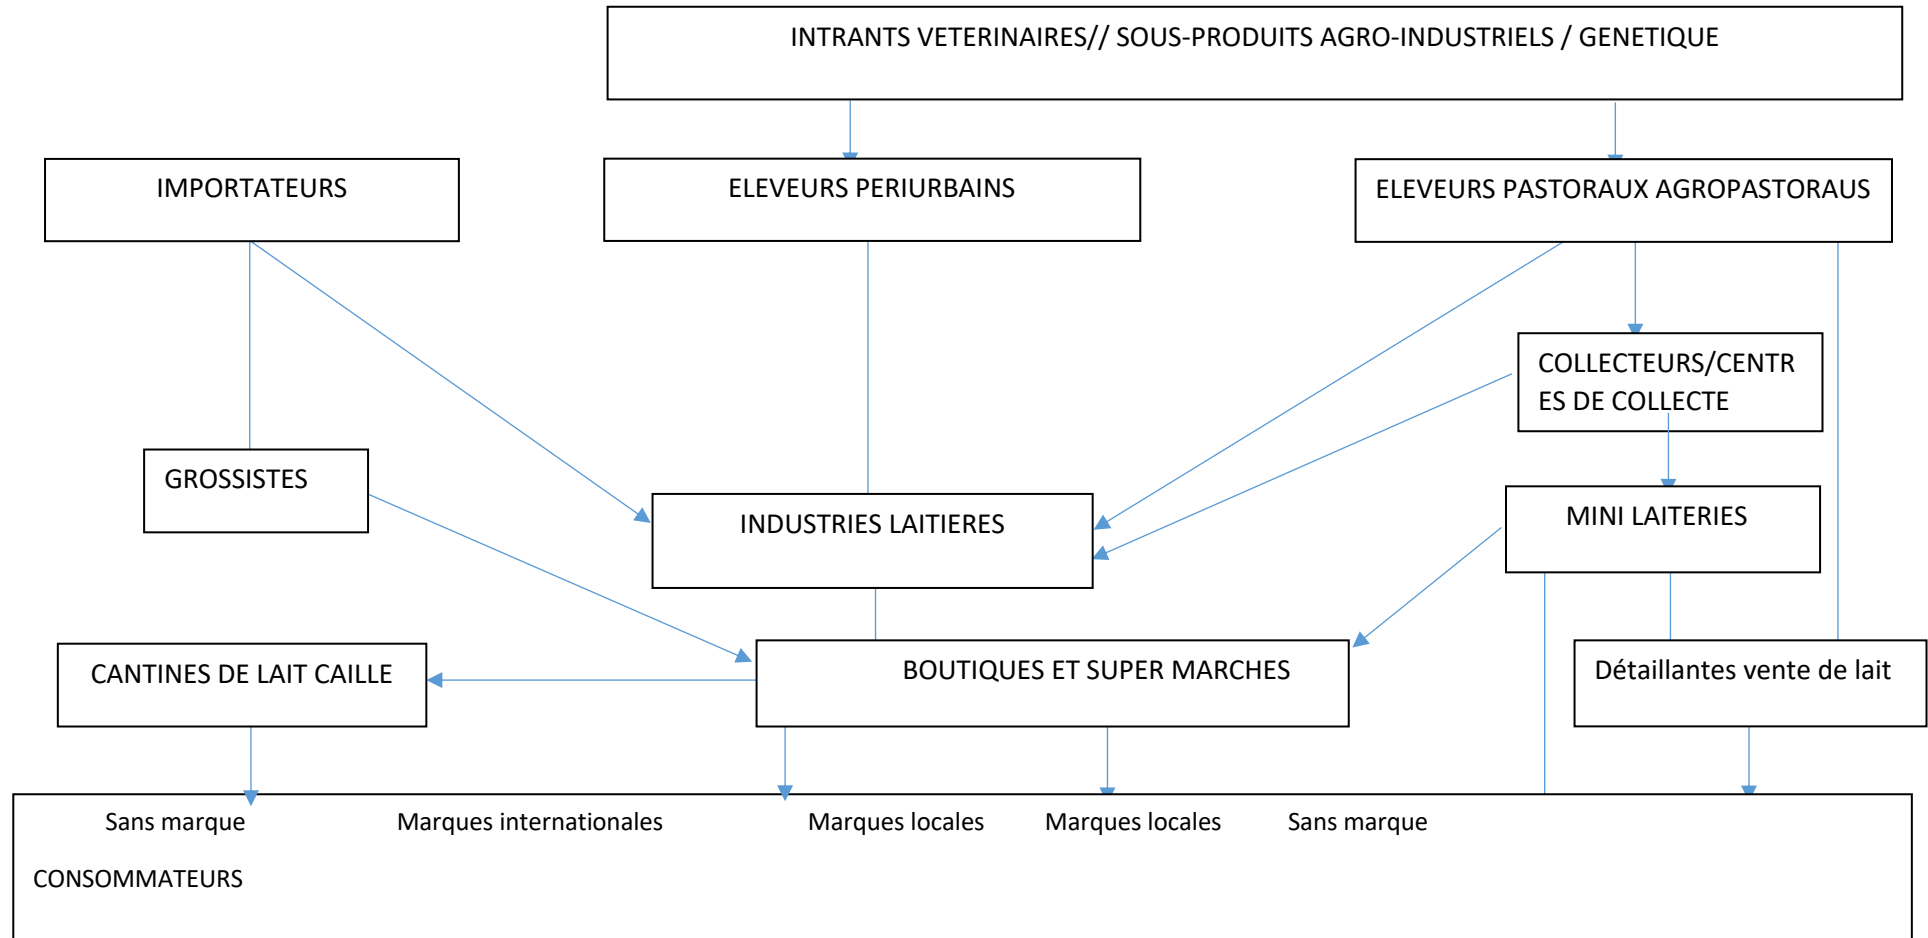 INTRANTS VETERINAIRES// SOUS-PRODUITS AGRO-INDUSTRIELS / GENETIQUE
IMPORTATEURS
ELEVEURS PERIURBAINS
ELEVEURS PASTORAUX AGROPASTORAUS
COLLECTEURS/CENTR
ES DE COLLECTE
GROSSISTES
INDUSTRIES LAITIERES
MINI LAITERIES
CANTINES DE LAIT CAILLE
BOUTIQUES ET SUPER MARCHES
Détaillantes vente de lait
Sans marque
Marques internationales
Marques locales
Marques locales
Sans marque
CONSOMMATEURS